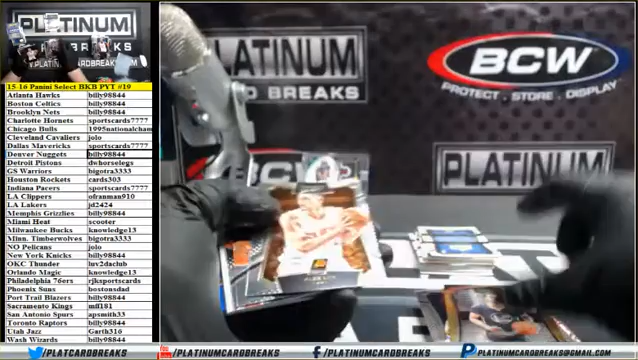 PLATINUM
PLATINUM
CARD BREAKS
BCW
PROTECT . STORE . DISPLAY
PLATINUM
15-16 Panini Select BKB PYT #19
Atlanta Hawks billy98844
Boston Celtics billy98844
Brooklyn Nets billy98844
Charlotte Hornets sportscards7777
Chicago Bulls 1995nationalcham
Cleveland Cavaliers jolo
Dallas Mavericks sportscards7777
Denver Nuggets billy98844
Detroit Pistons dwhorselegs
GS Warriors bigotra3333
Houston Rockets cards303
Indiana Pacers sportscards7777
LA Clippers ofranman910
LA Lakers jd2424
Memphis Grizzlies billy98844
Miami Heat scooter
Milwaukee Bucks knowledge13
Minn. Timberwolves bigotra3333
NO Pelicans jolo
New York Knicks billy98844
OKC Thunder luv2daclub
Orlando Magic knowledge13
Philadelphia 76ers rjksportscards
Phoenix Suns bostonsdad
Port Trail Blazers billy98844
Sacramento Kings mfl181
San Antonio Spurs apsmith33
Toronto Raptors billy98844
Utah Jazz Garth316
Wash Wizards billy98844
@PLATCARDBREAKS
/PLATINUMCARDBREAKS
/PLATINUMCARDBREAKS
PLATINUMCARDBREAKS@GMAIL.COM